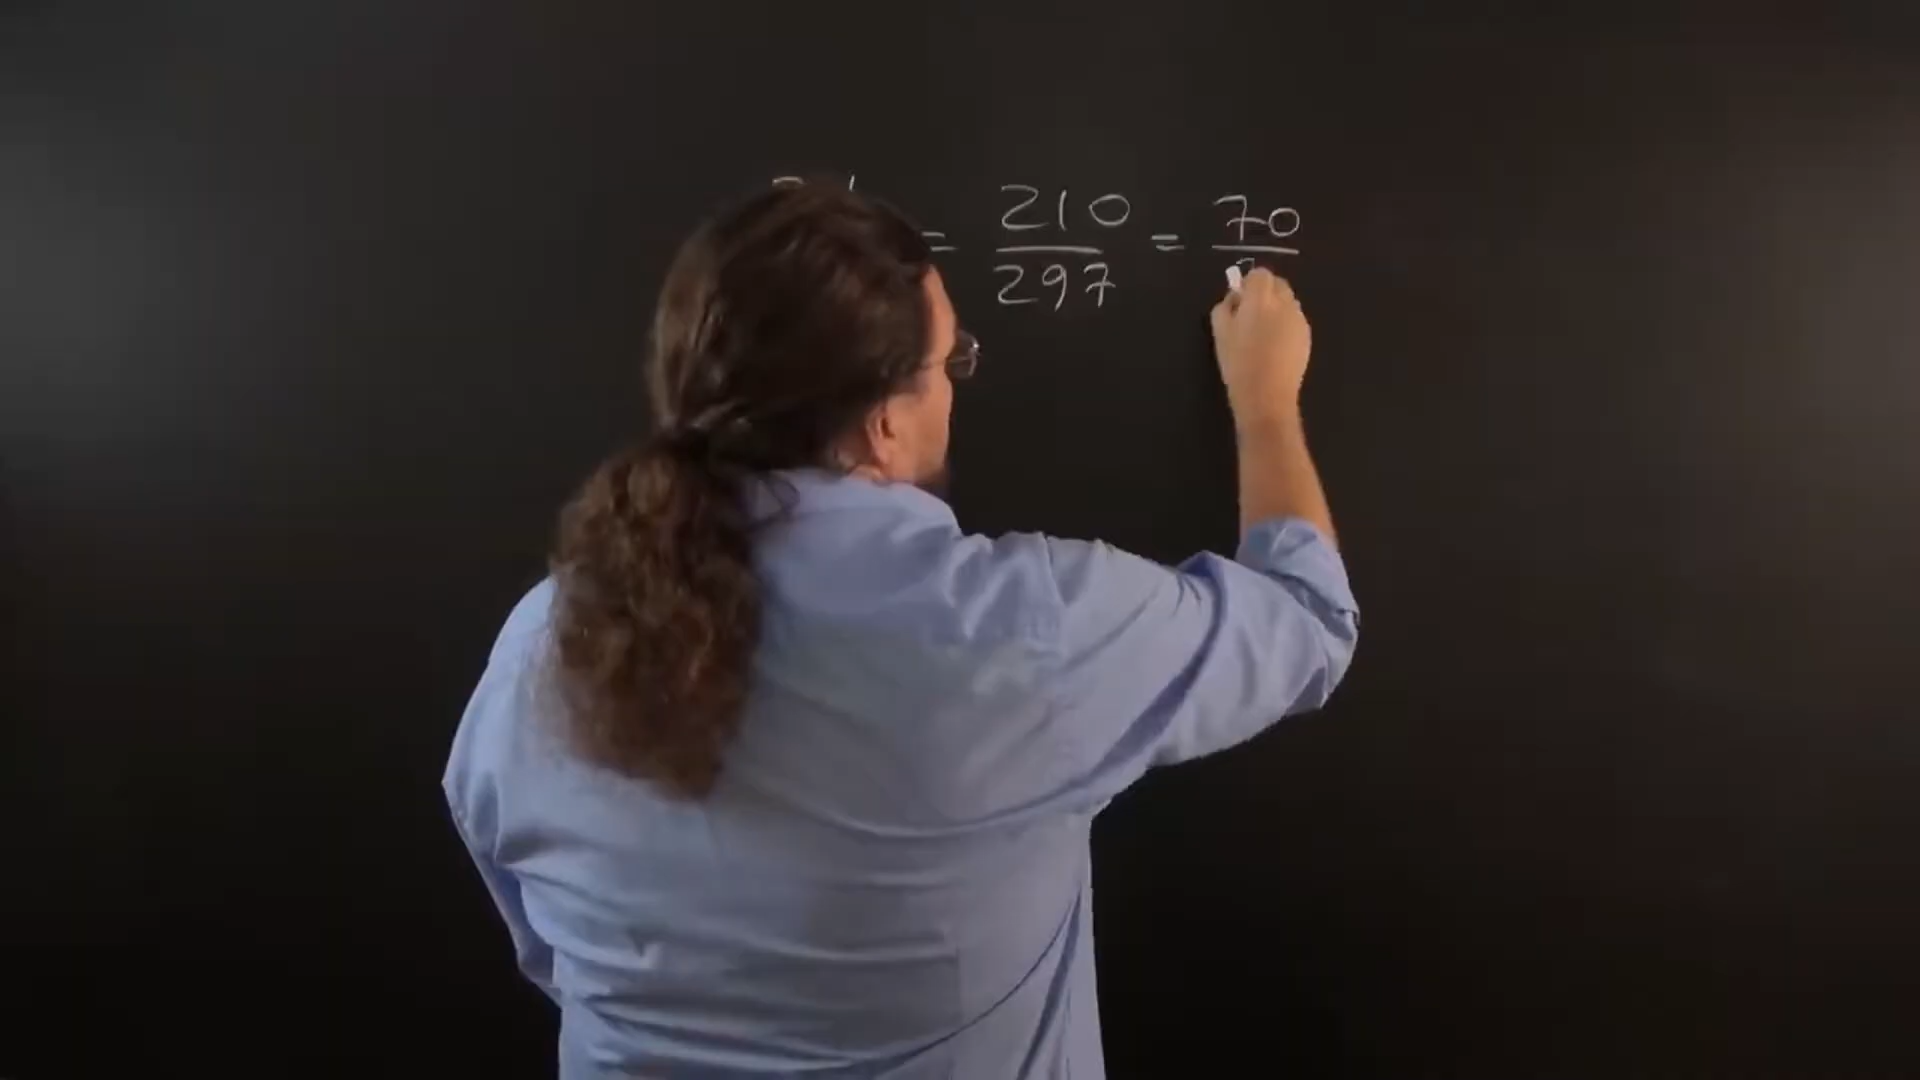 = 210/297 = 70/